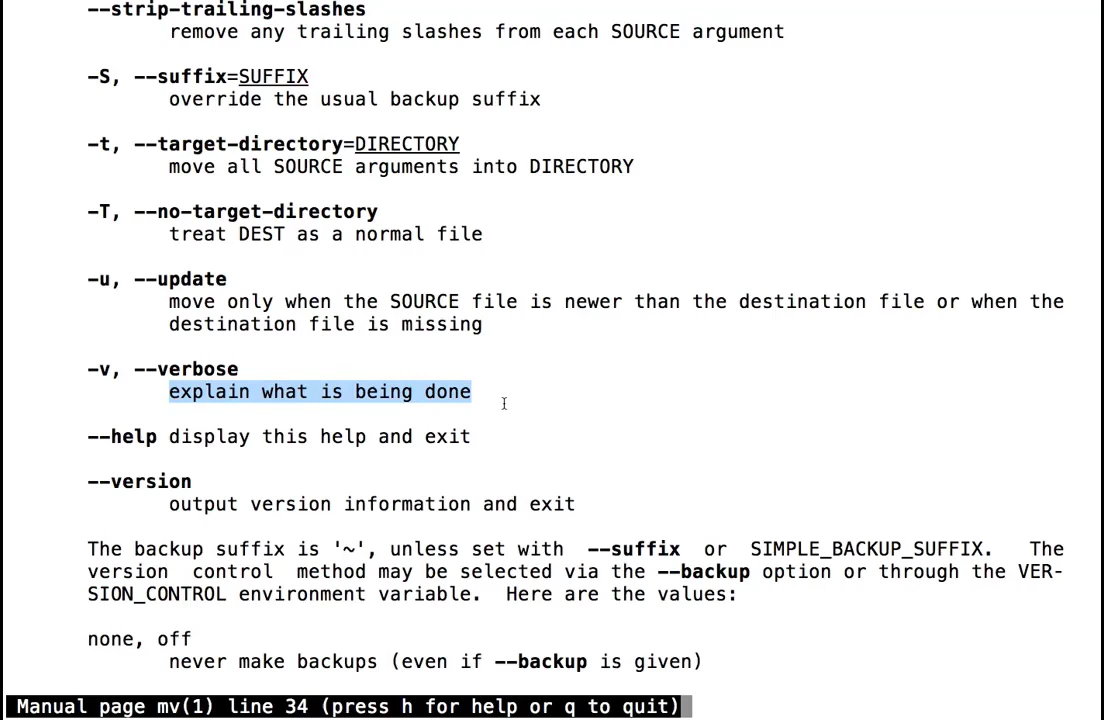 --strip-trailing-slashes
remove any trailing slashes from each SOURCE argument
-S, --suffix=SUFFIX
override the usual backup suffix
-t, --target-directory=DIRECTORY
move all SOURCE arguments into DIRECTORY
-T, --no-target-directory
treat DEST as a normal file
-u, --update
move only when the SOURCE file is newer than the destination file or when the
destination file is missing
-v, --verbose
explain what is being done
--help display this help and exit
--version
output version information and exit
The backup suffix is '~', unless set with --suffix or SIMPLE_BACKUP_SUFFIX. The
version control method may be selected via the --backup option or through the VER-
SION_CONTROL environment variable. Here are the values:
none, off
never make backups (even if --backup is given)
Manual page mv(1) line 34 (press h for help or q to quit)